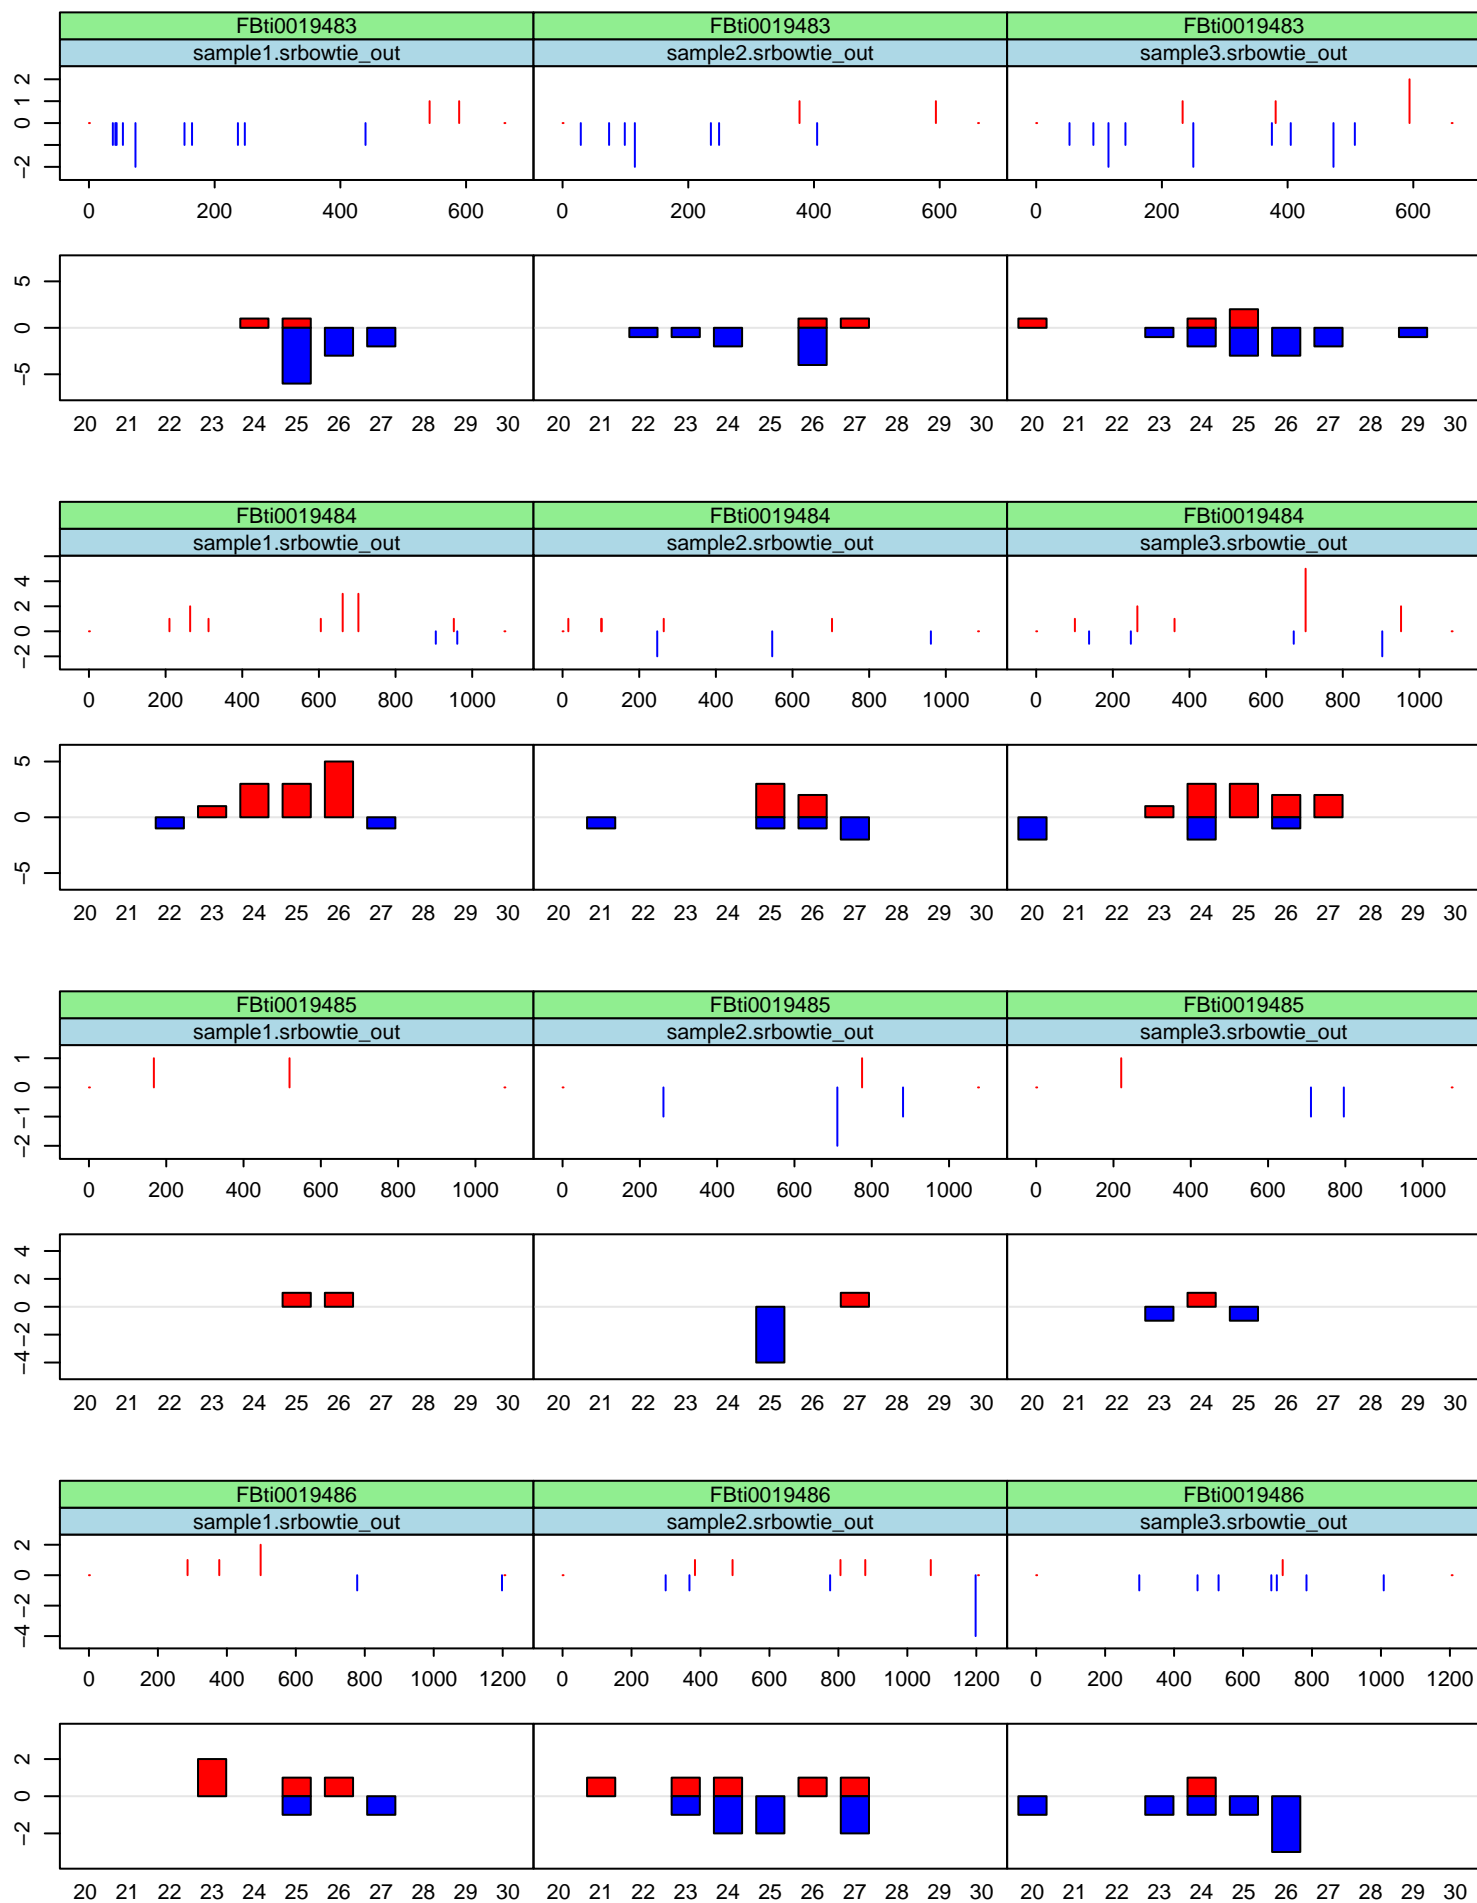 FBti0019483 FBti0019483 FBti0019483
sample1.srbowtie_out sample2.srbowtie_out sample3.srbowtie_out
2
1
0
−2
0 200 400 600 0 200 400 600 0 200 400 600
5
0
−5
20 21 22 23 24 25 26 27 28 29 30 20 21 22 23 24 25 26 27 28 29 30 20 21 22 23 24 25 26 27 28 29 30
FBti0019484 FBti0019484 FBti0019484
sample1.srbowtie_out sample2.srbowtie_out sample3.srbowtie_out
4
2
0
−2
0 200 400 600 800 1000 0 200 400 600 800 1000 0 200 400 600 800 1000
5
0
−5
20 21 22 23 24 25 26 27 28 29 30 20 21 22 23 24 25 26 27 28 29 30 20 21 22 23 24 25 26 27 28 29 30
FBti0019485 FBti0019485 FBti0019485
sample1.srbowtie_out sample2.srbowtie_out sample3.srbowtie_out
1
0
−1
−2
0 200 400 600 800 1000 0 200 400 600 800 1000 0 200 400 600 800 1000
4
2
0
−2
−4
20 21 22 23 24 25 26 27 28 29 30 20 21 22 23 24 25 26 27 28 29 30 20 21 22 23 24 25 26 27 28 29 30
FBti0019486 FBti0019486 FBti0019486
sample1.srbowtie_out sample2.srbowtie_out sample3.srbowtie_out
2
0
−2
−4
0 200 400 600 800 1000 1200 0 200 400 600 800 1000 1200 0 200 400 600 800 1000 1200
2
0
−2
20 21 22 23 24 25 26 27 28 29 30 20 21 22 23 24 25 26 27 28 29 30 20 21 22 23 24 25 26 27 28 29 30